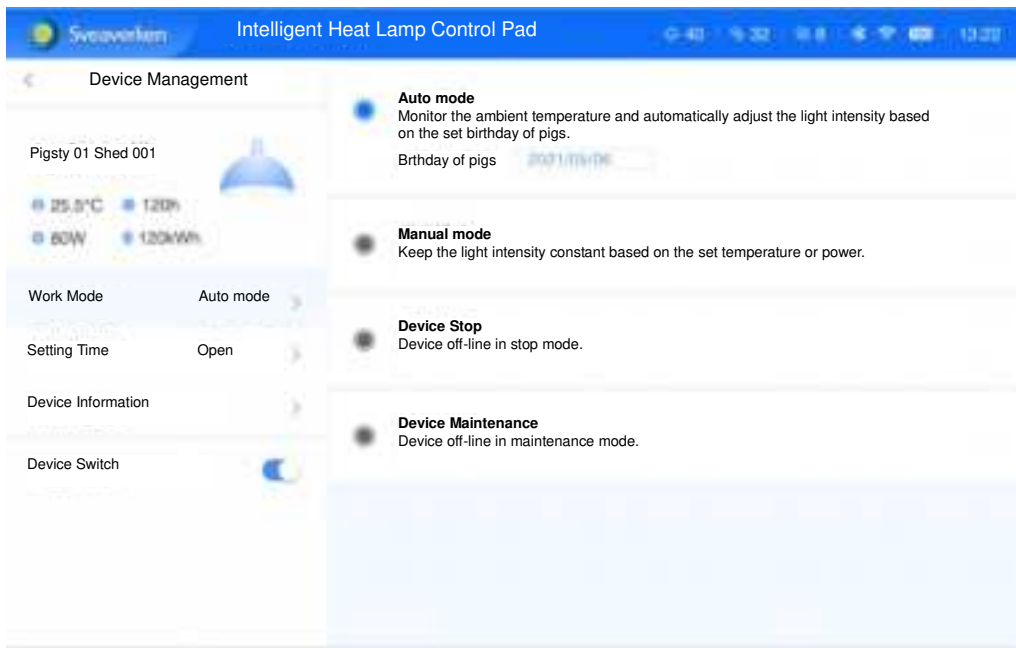 Sveaverken
Intelligent Heat Lamp Control Pad
13:22
Device Management
Pigsty 01 Shed 001
25.5°C 120h
60W 120kWh
Work Mode Auto mode
Setting Time Open
Device Information
Device Switch
Auto mode
Monitor the ambient temperature and automatically adjust the light intensity based
on the set birthday of pigs.
Brthday of pigs
Manual mode
Keep the light intensity constant based on the set temperature or power.
Device Stop
Device off-line in stop mode.
Device Maintenance
Device off-line in maintenance mode.